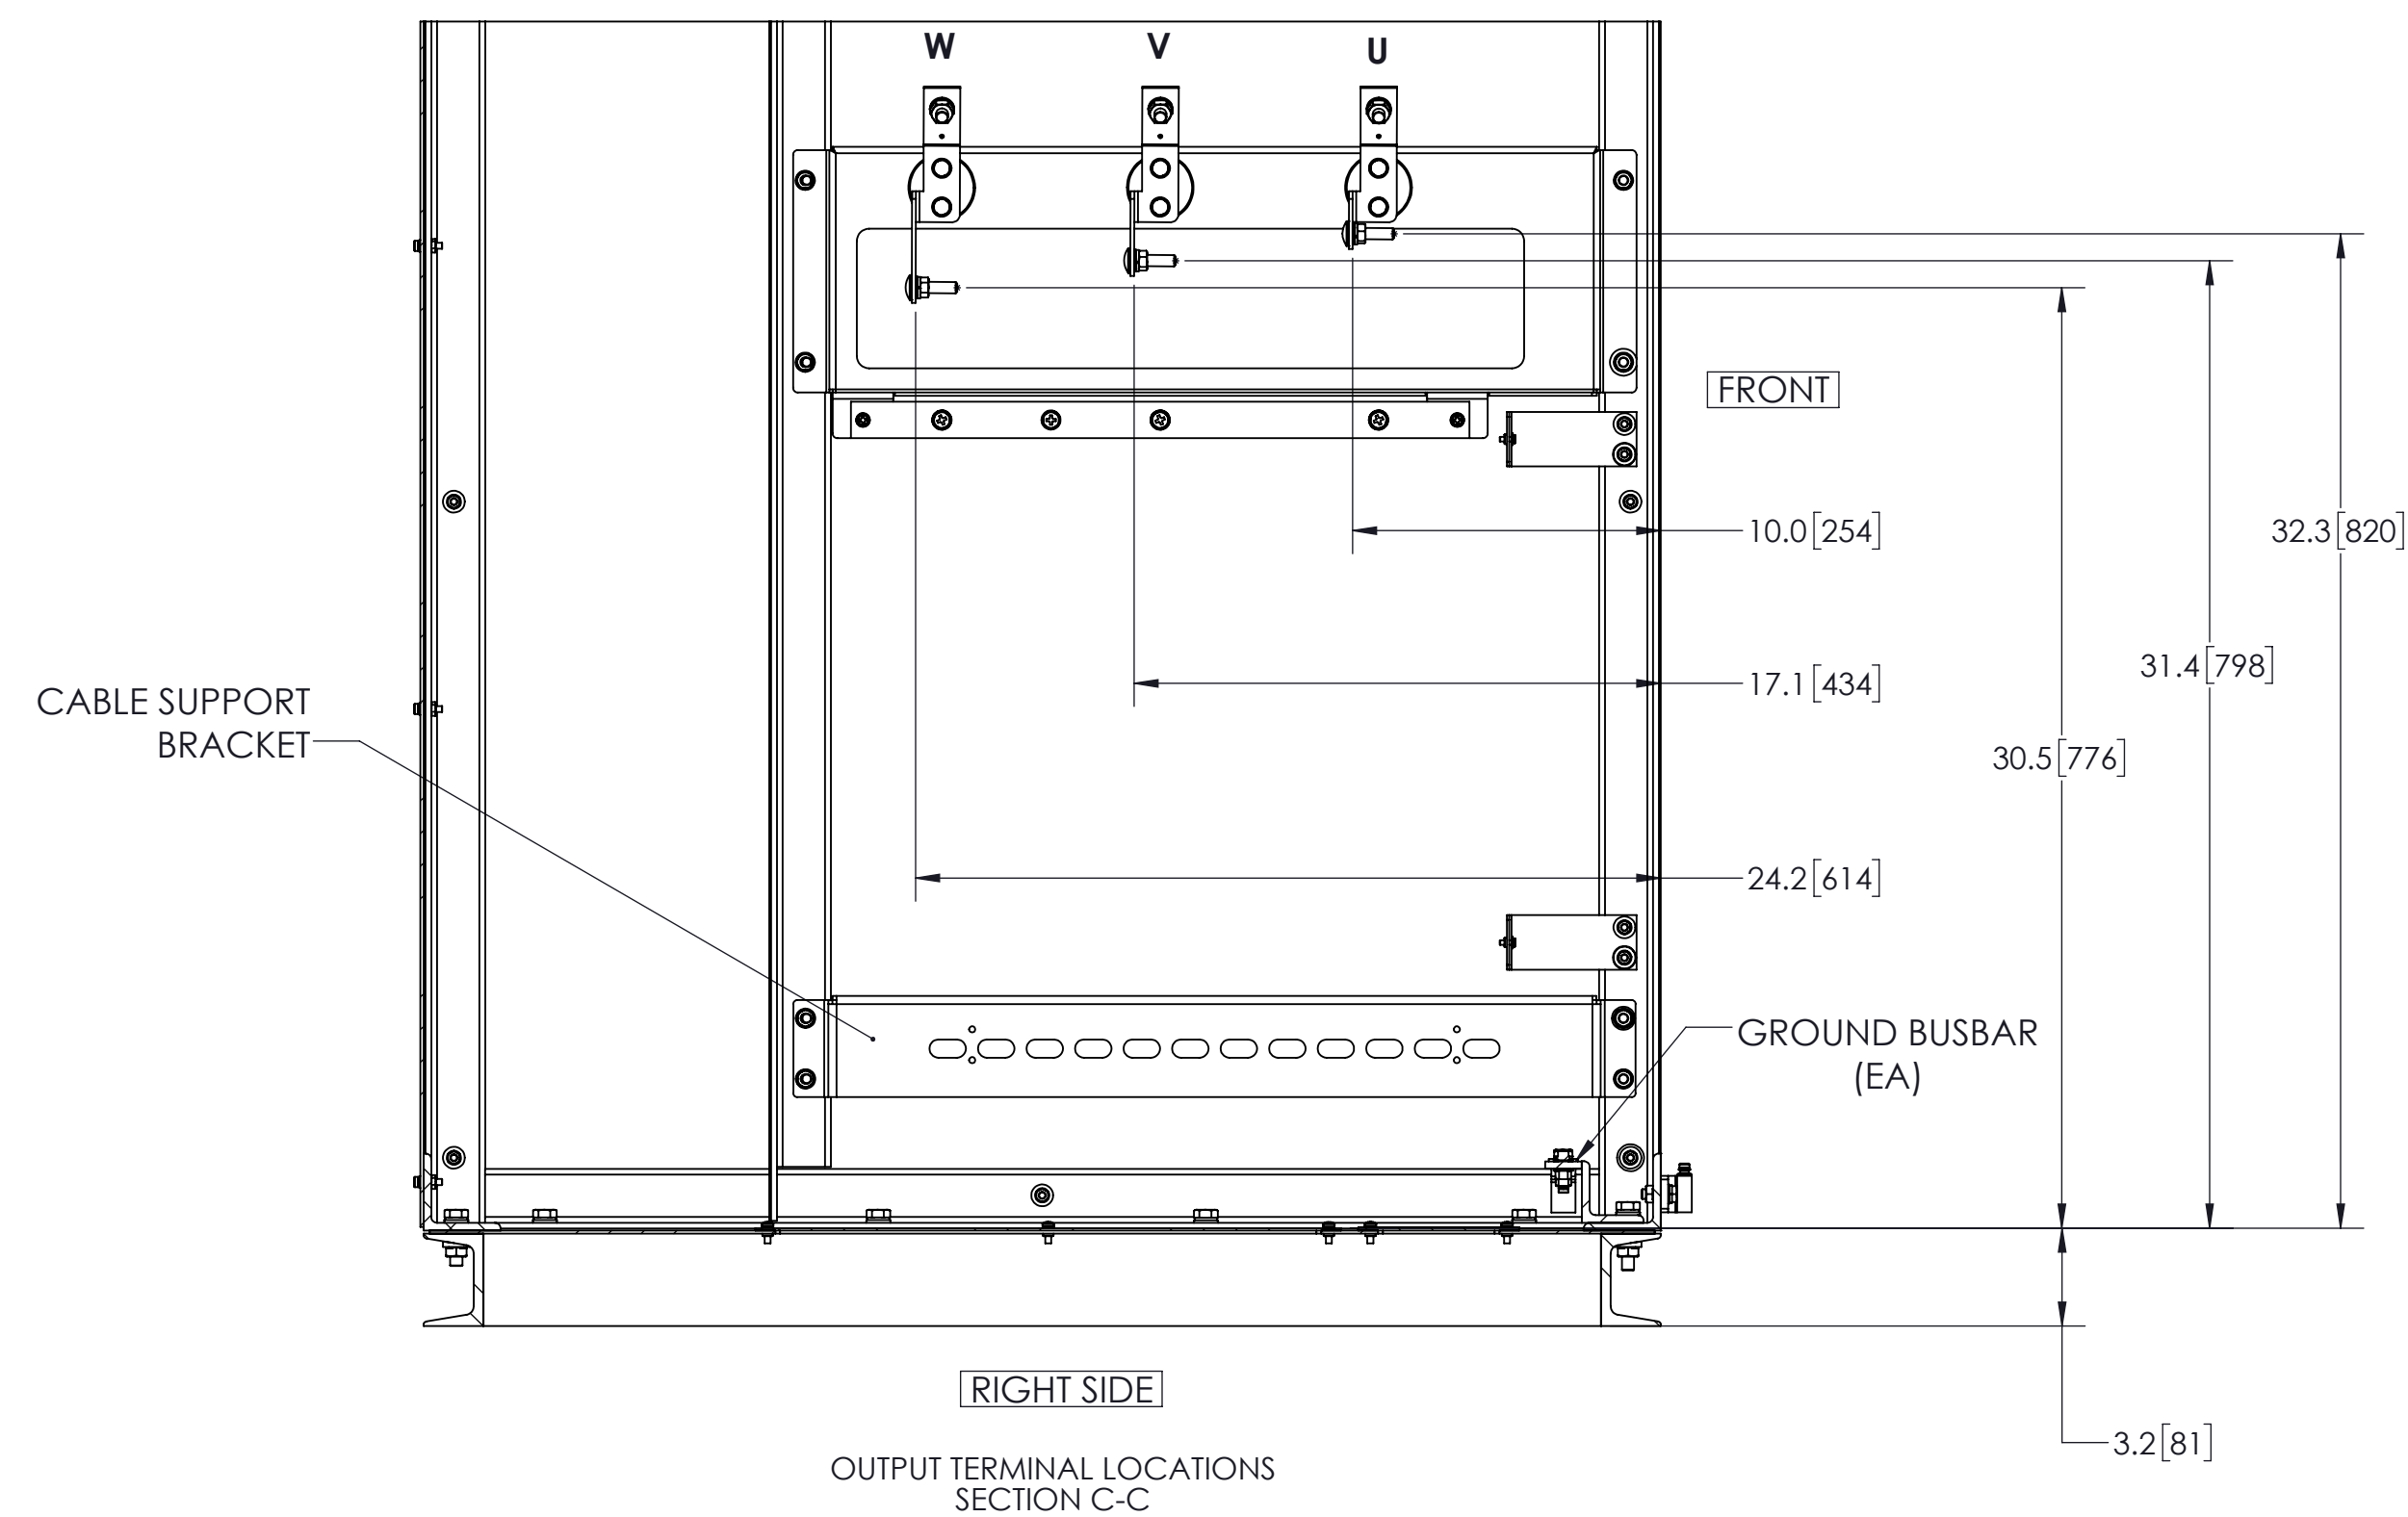 W
V
U
FRONT
10.0[254]
32.3[820]
17.1[434]
31.4[798]
CABLE SUPPORT
BRACKET
30.5[776]
24.2[614]
GROUND BUSBAR
(EA)
RIGHT SIDE
3.2[81]
OUTPUT TERMINAL LOCATIONS
SECTION C-C